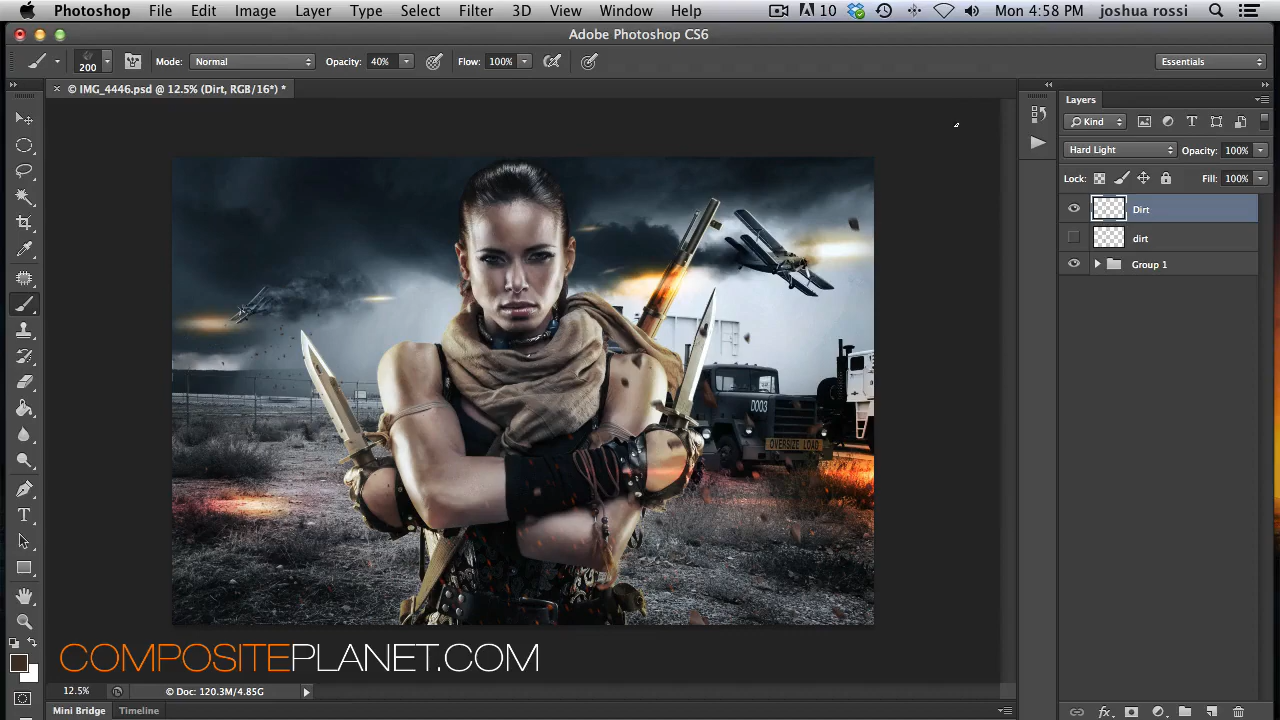 Photoshop File Edit Image Layer Type Select Filter 3D View Window Help 10 Mon 4:58 PM joshua rossi
Adobe Photoshop CS6
200 Mode: Normal Opacity: 40% Flow: 100% Essentials
× © IMG_4446.psd @ 12.5% (Dirt, RGB/16*) *
Layers
Kind
Hard Light Opacity: 100%
Lock: Fill: 100%
Dirt
dirt
Group 1
D003
OVERSIZE LOAD
COMPOSITEPLANET.COM
12.5% © Doc: 120.3M/4.85G
Mini Bridge Timeline